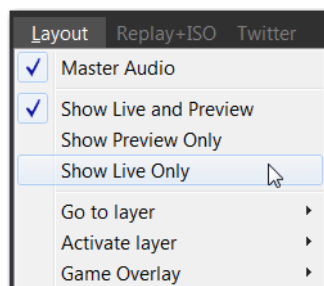 Layout Replay+ISO Twitter
Master Audio
Show Live and Preview
Show Preview Only
Show Live Only
Go to layer
Activate layer
Game Overlay